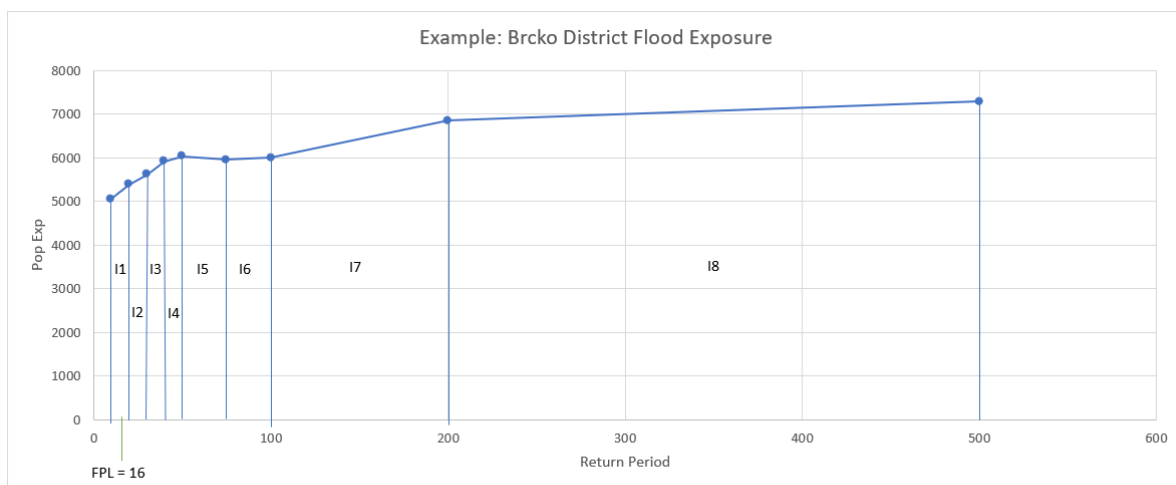 Example: Brcko District Flood Exposure
8000
7000
6000
5000
4000
3000
2000
1000
0
Pop Exp
I1
I2
I3
I4
I5
I6
I7
I8
0 100 200 300 400 500 600
Return Period
FPL = 16